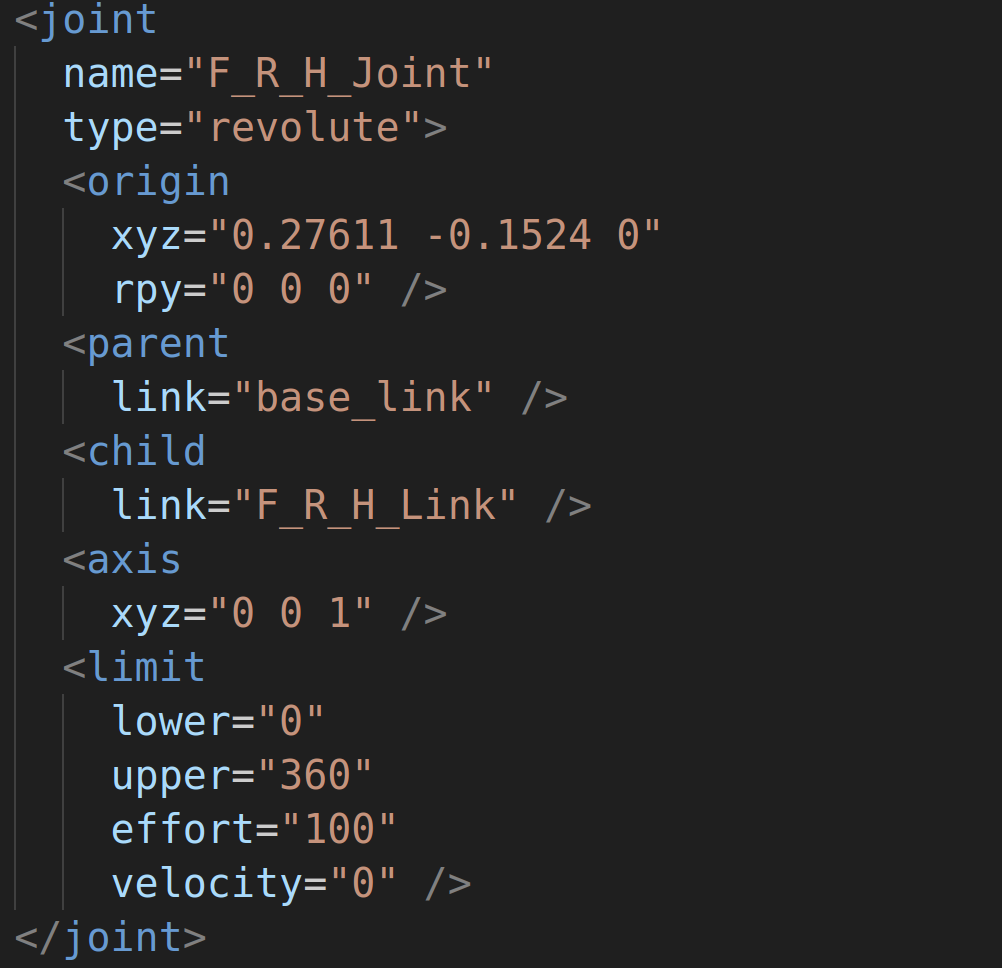 <joint
name="F_R_H_Joint"
type="revolute">
<origin
xyz="0.27611 -0.1524 0"
rpy="0 0 0" />
<parent
link="base_link" />
<child
link="F_R_H_Link" />
<axis
xyz="0 0 1" />
<limit
lower="0"
upper="360"
effort="100"
velocity="0" />
</joint>